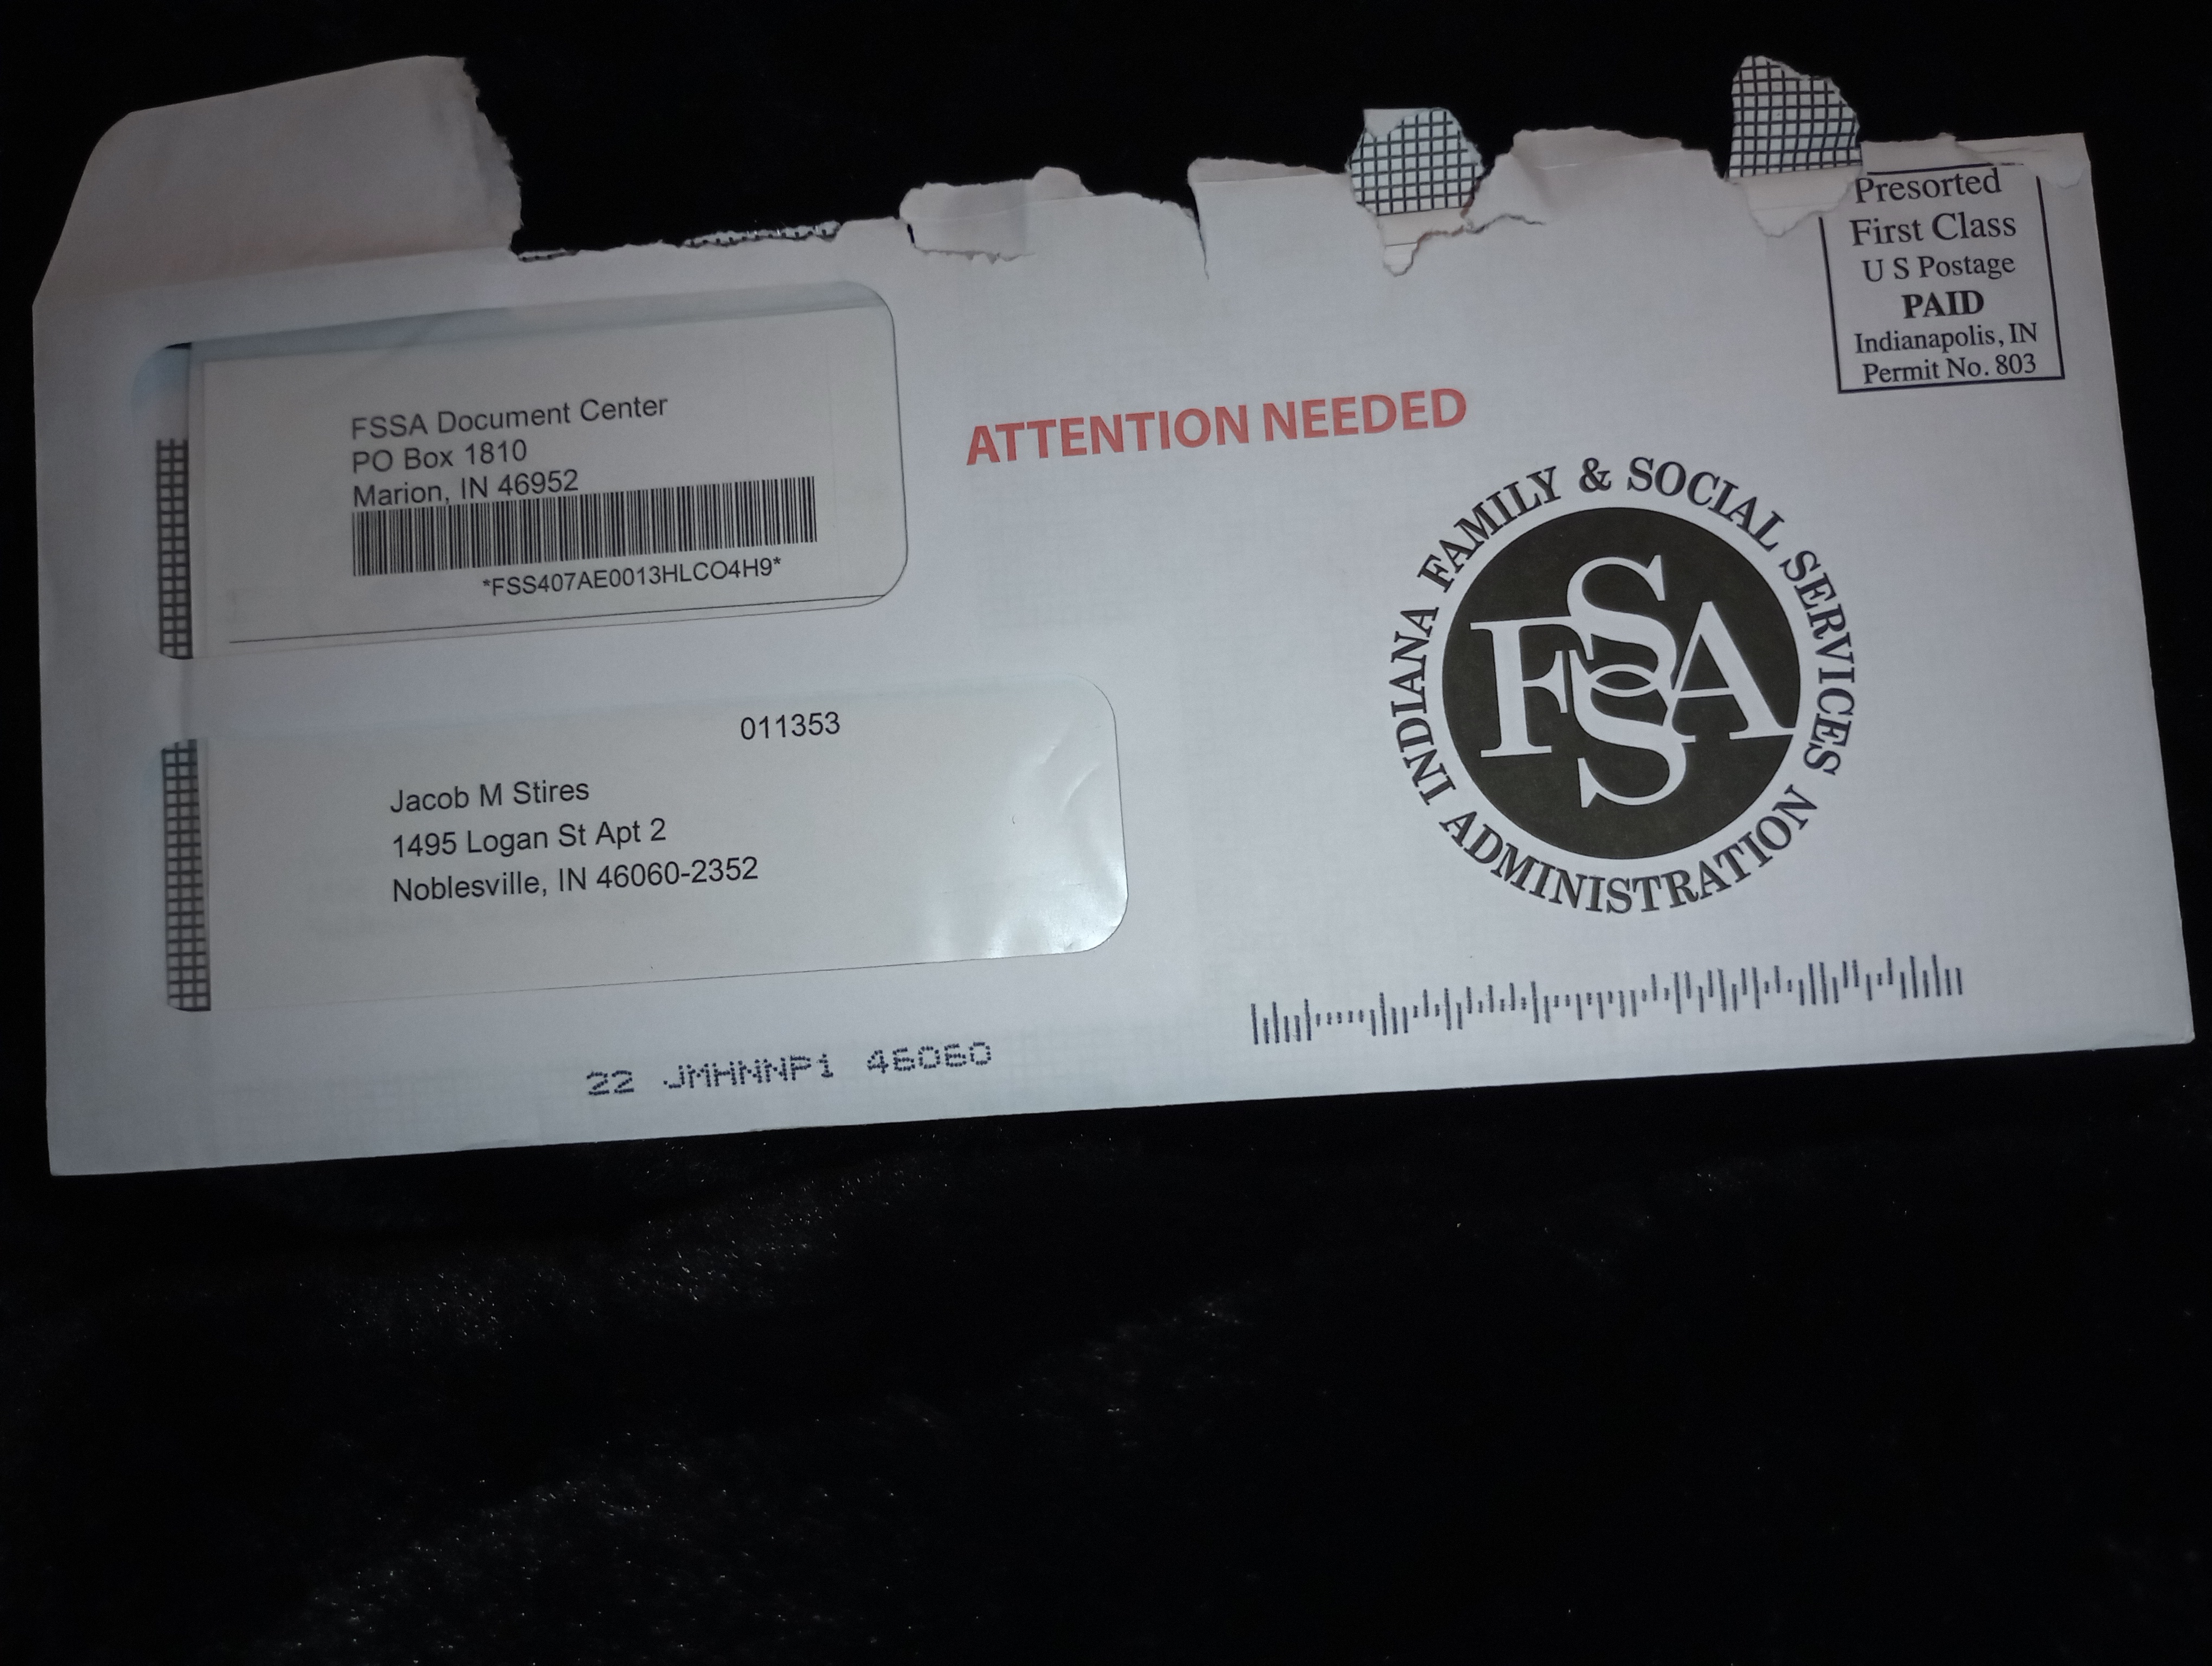 Presorted
First Class
U S Postage
PAID
Indianapolis, IN
Permit No. 803
FSSA Document Center
PO Box 1810
Marion, IN 46952
*FSS407AE0013HLCO4H9*
ATTENTION NEEDED
INDIANA FAMILY & SOCIAL SERVICES ADMINISTRATION
FSSA
011353
Jacob M Stires
1495 Logan St Apt 2
Noblesville, IN 46060-2352
22 JMHNNP1 46060